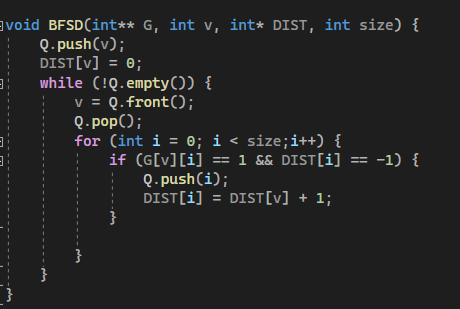 void BFSD(int** G, int v, int* DIST, int size) {
    Q.push(v);
    DIST[v] = 0;
    while (!Q.empty()) {
        v = Q.front();
        Q.pop();
        for (int i = 0; i < size;i++) {
            if (G[v][i] == 1 && DIST[i] == -1) {
                Q.push(i);
                DIST[i] = DIST[v] + 1;
            }
        }
    }
}